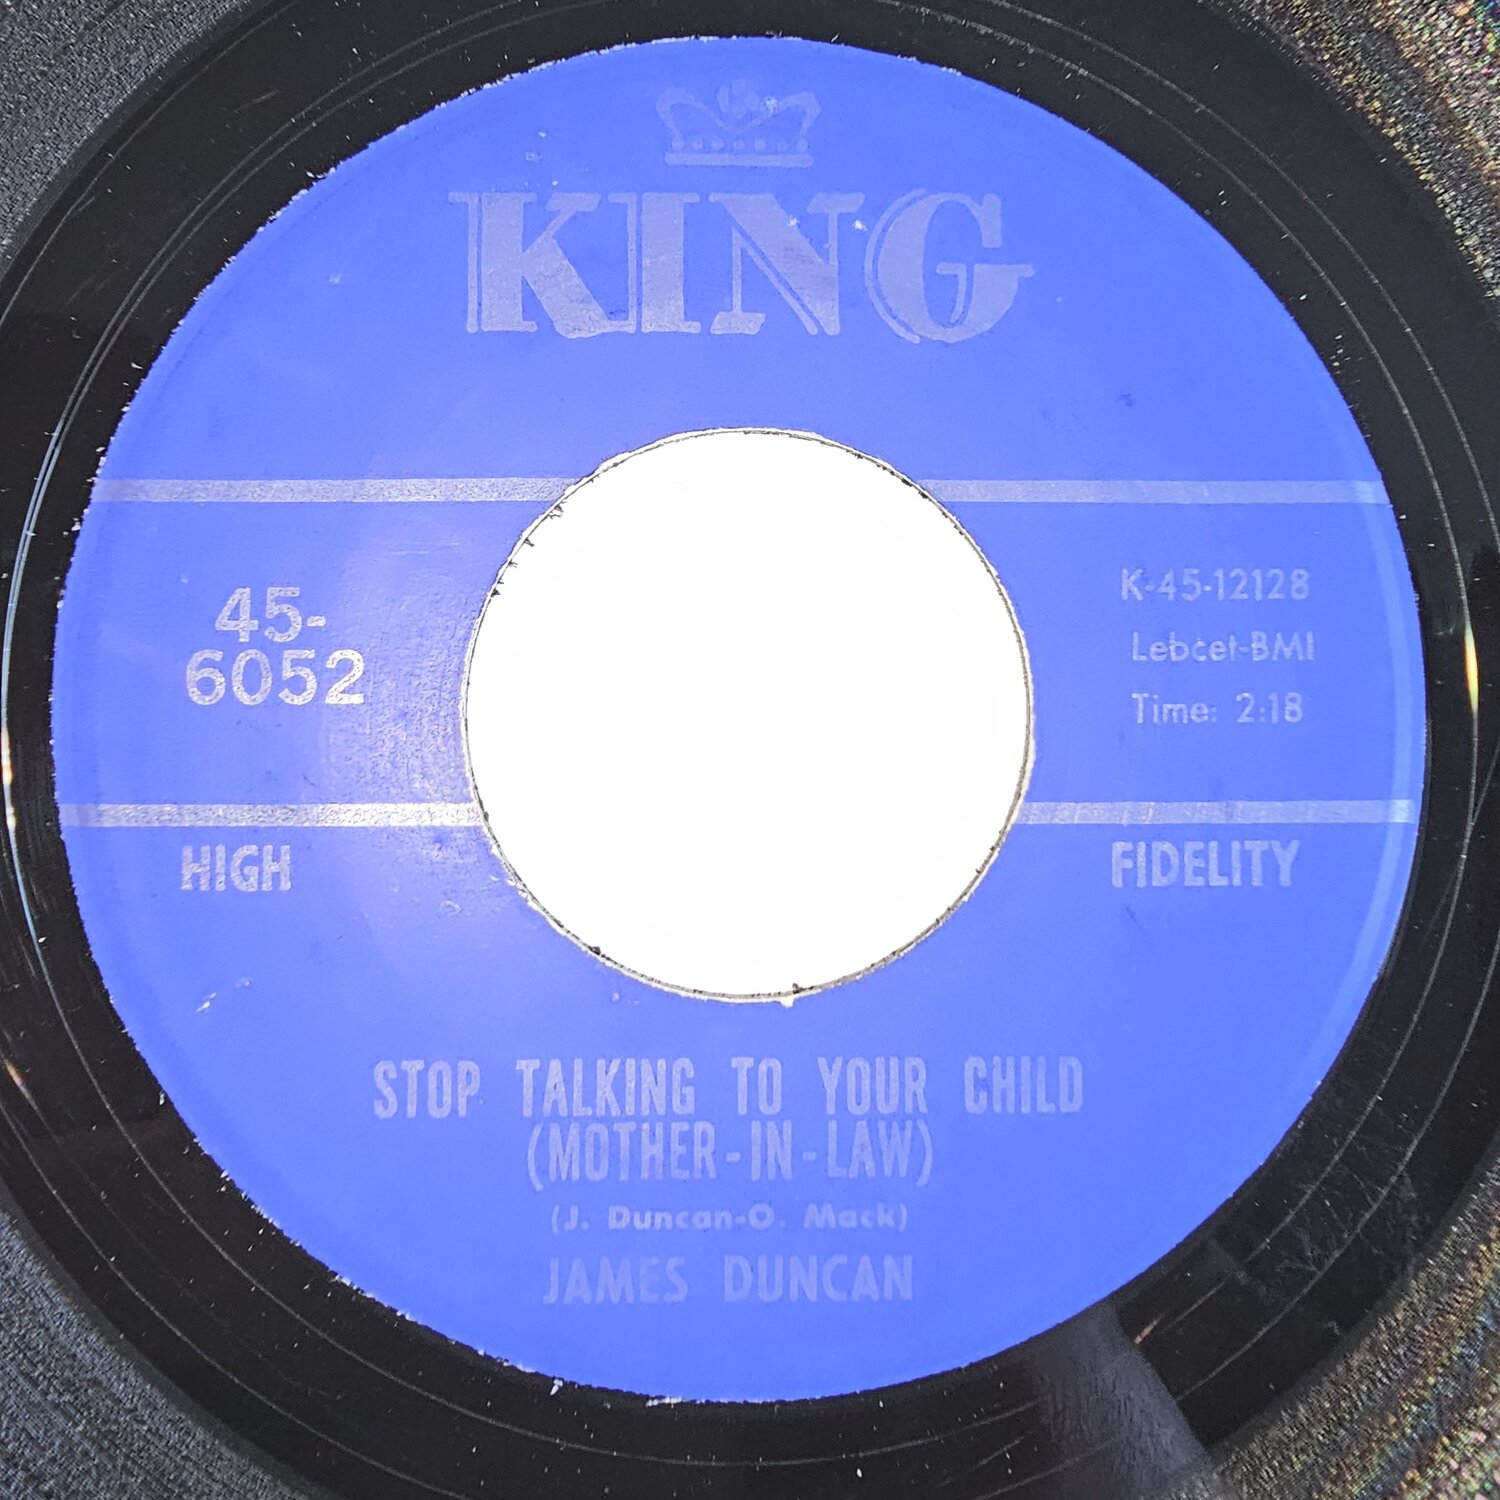 KING
45-
6052
K-45-12128
Lebcet-BMI
Time: 2:18
HIGH
FIDELITY
STOP TALKING TO YOUR CHILD
(MOTHER-IN-LAW)
(J. Duncan-O. Mack)
JAMES DUNCAN